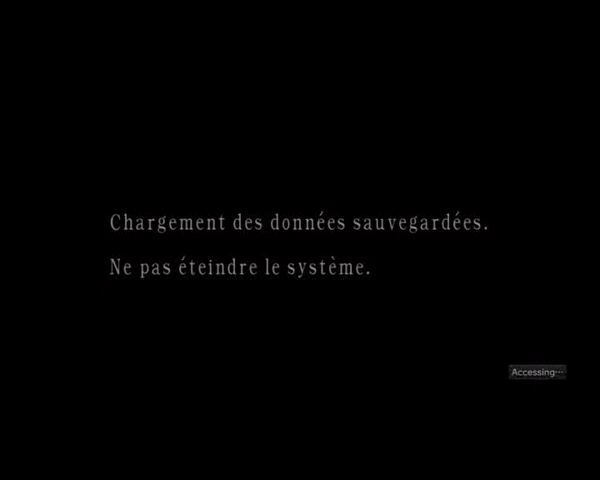 Chargement des données sauvegardées.
Ne pas éteindre le système.
Accessing…